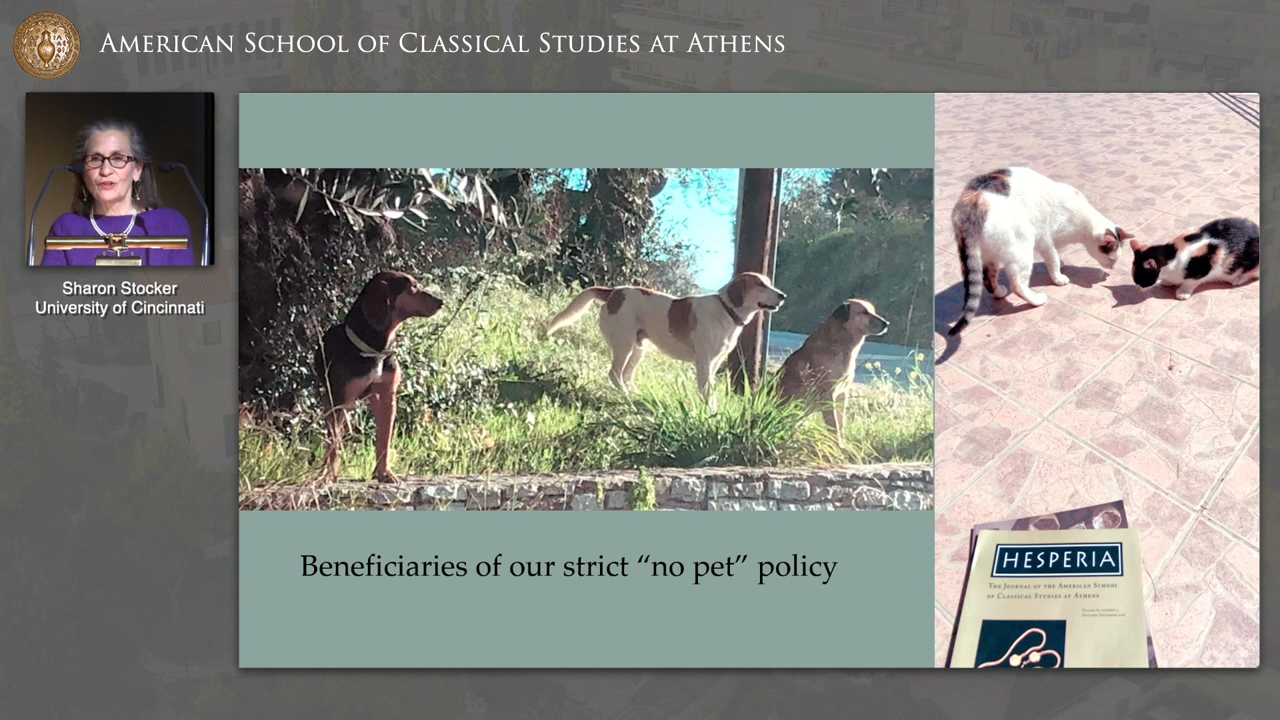 AMERICAN SCHOOL OF CLASSICAL STUDIES AT ATHENS
Sharon Stocker
University of Cincinnati
Beneficiaries of our strict “no pet” policy
HESPERIA
THE JOURNAL OF THE AMERICAN SCHOOL
OF CLASSICAL STUDIES AT ATHENS